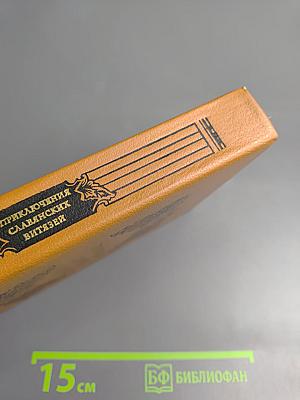 ПРИКЛЮЧЕНИЯ
СЛАВЯНСКИХ
ВИТЯЗЕЙ
15 см
БФ БИБЛИОФАН